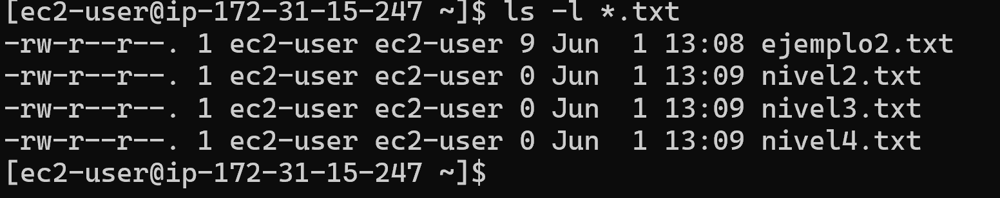 [ec2-user@ip-172-31-15-247 ~]$ ls -l *.txt
-rw-r--r--. 1 ec2-user ec2-user 9 Jun  1 13:08 ejemplo2.txt
-rw-r--r--. 1 ec2-user ec2-user 0 Jun  1 13:09 nivel2.txt
-rw-r--r--. 1 ec2-user ec2-user 0 Jun  1 13:09 nivel3.txt
-rw-r--r--. 1 ec2-user ec2-user 0 Jun  1 13:09 nivel4.txt
[ec2-user@ip-172-31-15-247 ~]$